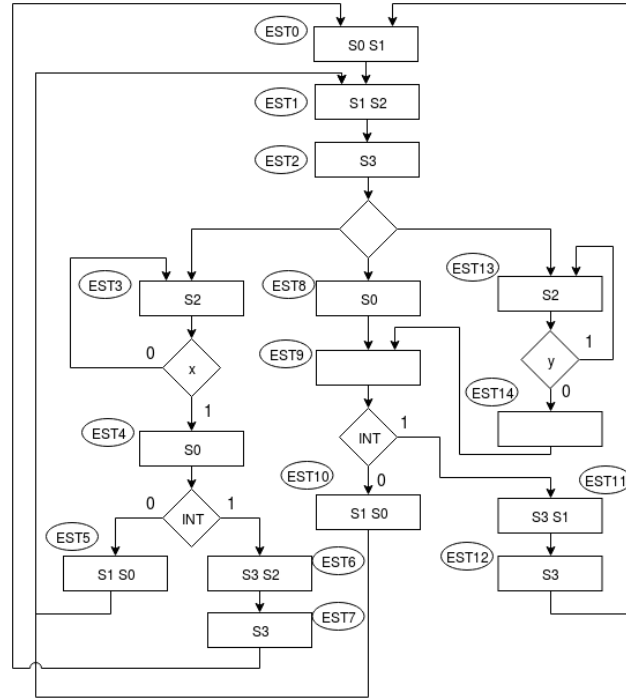 EST0
S0 S1
EST1
S1 S2
EST2
S3
EST3
S2
EST8
S0
EST13
S2
0
x
1
EST9
1
y
0
EST14
EST4
S0
INT
1
0
EST10
S1 S0
EST11
S3 S1
0
INT
1
EST5
S1 S0
EST6
S3 S2
EST12
S3
EST7
S3